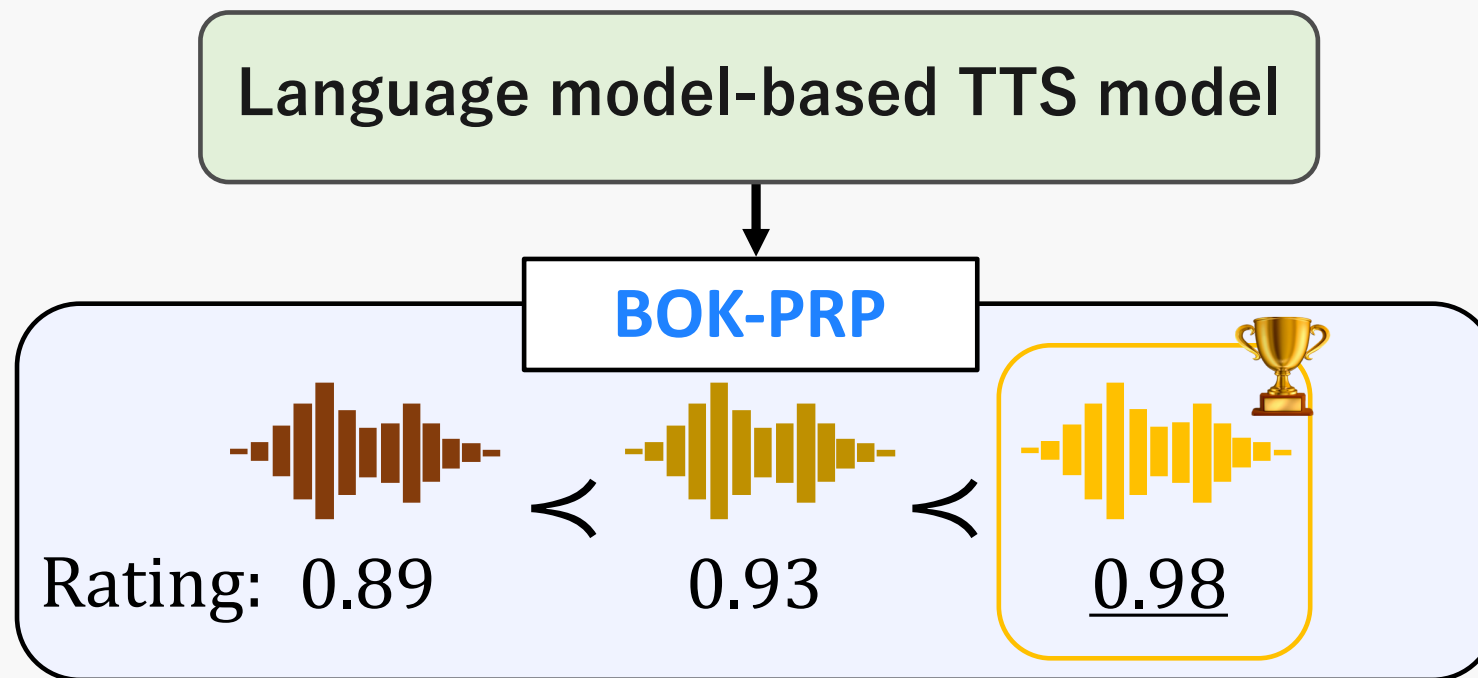 Language model-based TTS model
BOK-PRP
≺ ≺
Rating: 0.89 0.93 0.98